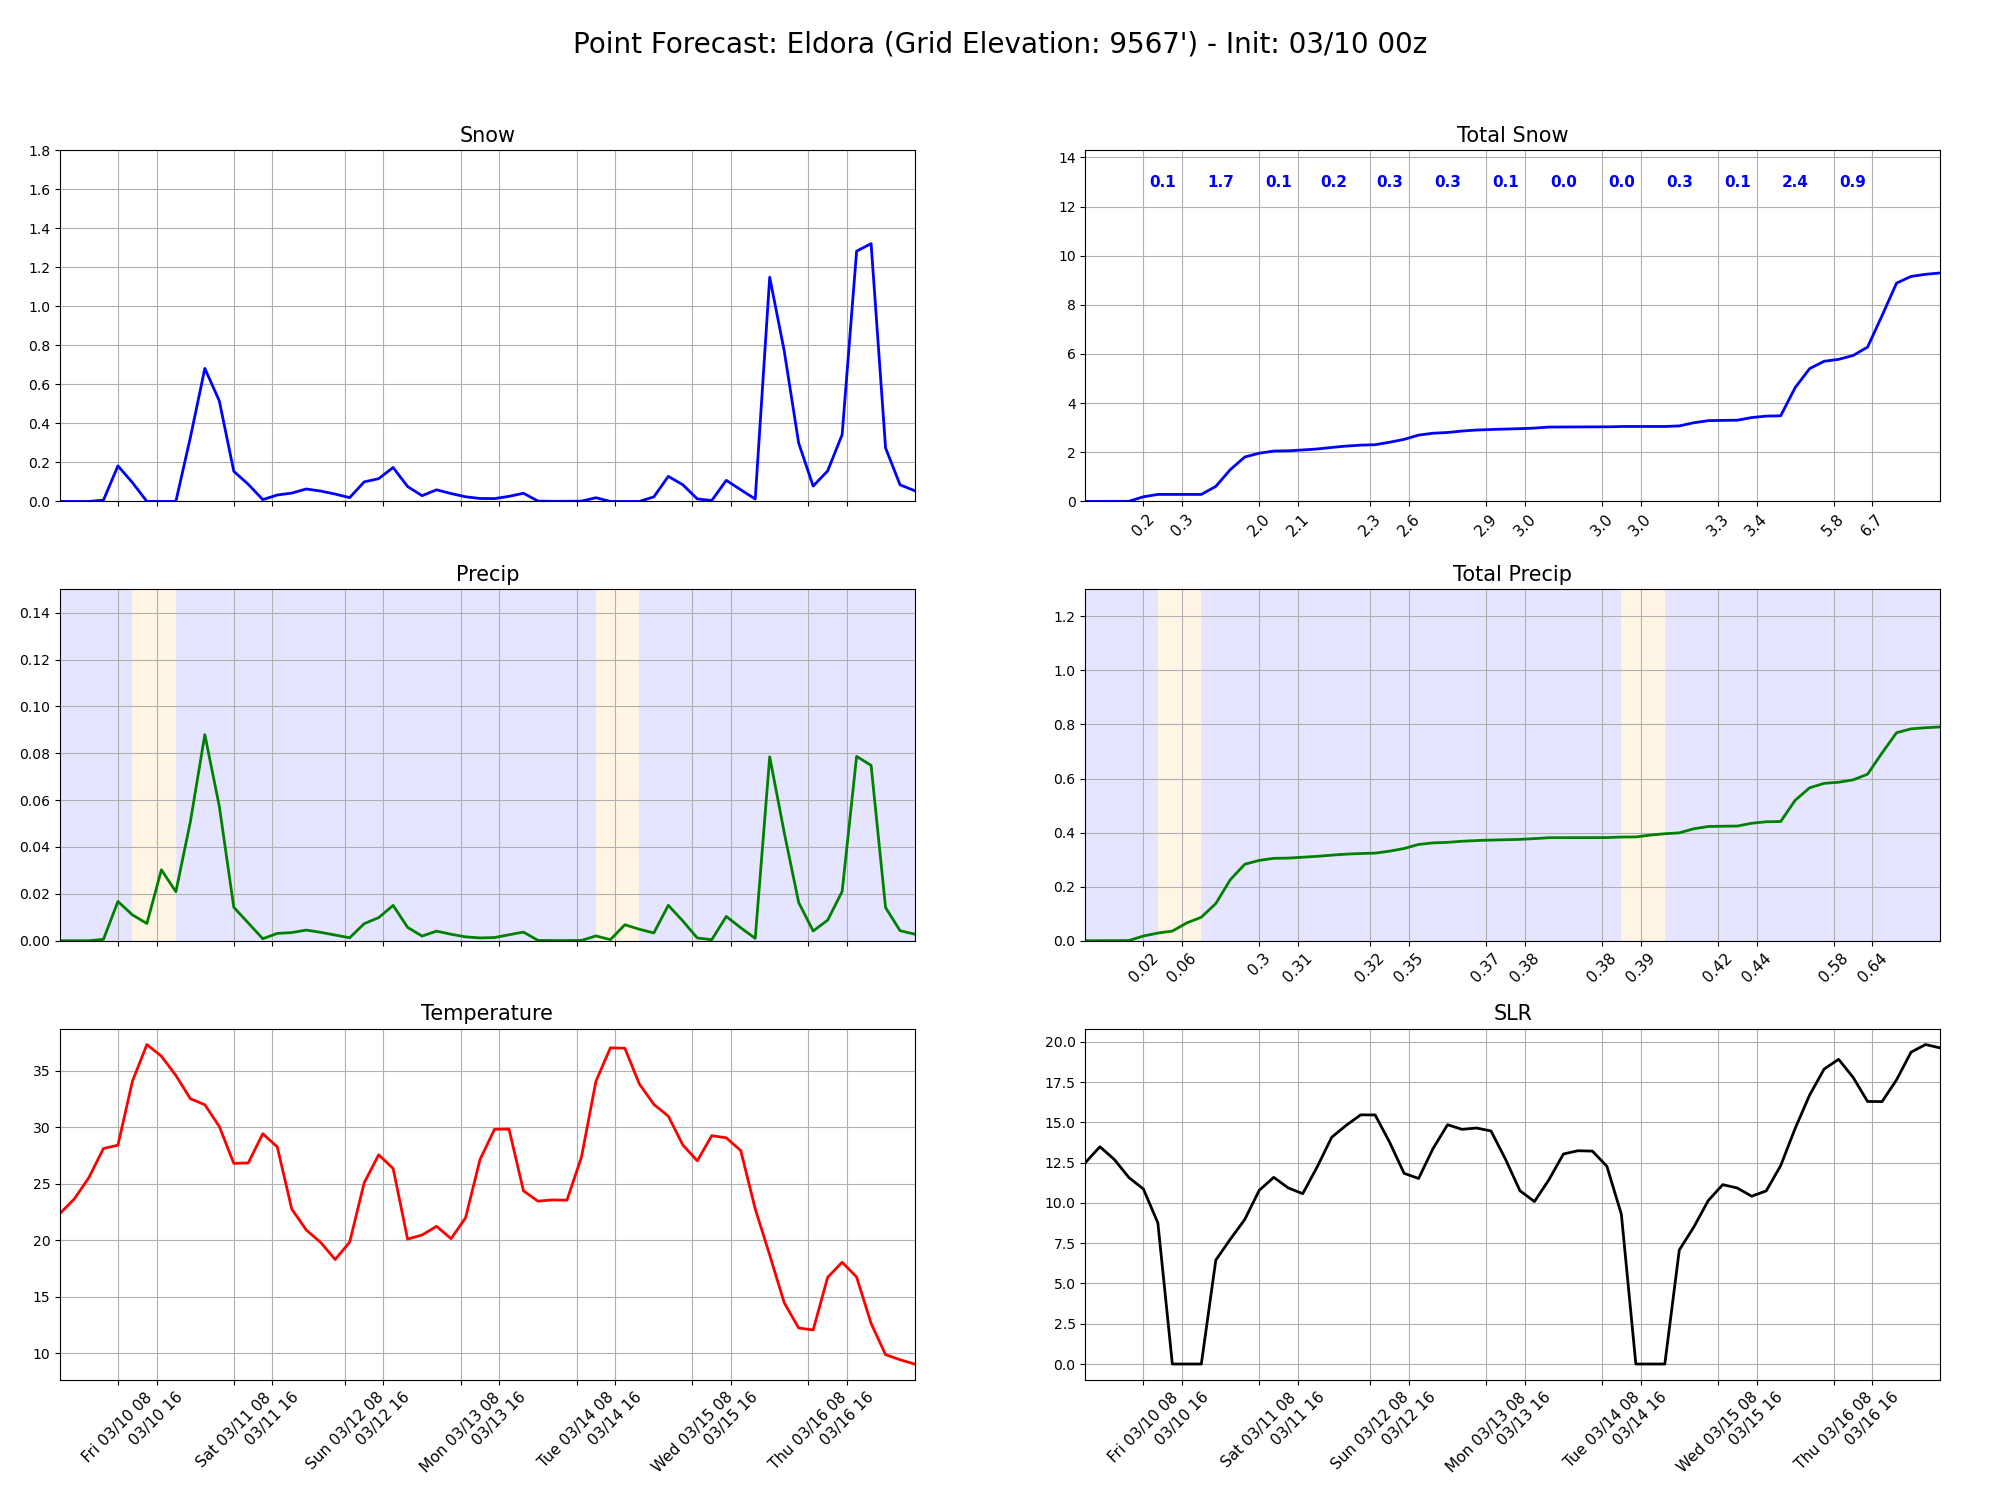 Point Forecast: Eldora (Grid Elevation: 9567') - Init: 03/10 00z
Snow
1.8
1.6
1.4
1.2
1.0
0.8
0.6
0.4
0.2
0.0
Total Snow
14
12
10
8
6
4
2
0
0.1 1.7 0.1 0.2 0.3 0.3 0.1 0.0 0.0 0.3 0.1 2.4 0.9
0.2 0.3 2.0 2.1 2.3 2.6 2.9 3.0 3.0 3.0 3.3 3.4 5.8 6.7
Precip
0.14
0.12
0.10
0.08
0.06
0.04
0.02
0.00
Total Precip
1.2
1.0
0.8
0.6
0.4
0.2
0.0
0.02 0.06 0.3 0.31 0.32 0.35 0.37 0.38 0.38 0.39 0.42 0.44 0.58 0.64
Temperature
35
30
25
20
15
10
Fri 03/10 08
03/10 16
Sat 03/11 08
03/11 16
Sun 03/12 08
03/12 16
Mon 03/13 08
03/13 16
Tue 03/14 08
03/14 16
Wed 03/15 08
03/15 16
Thu 03/16 08
03/16 16
SLR
20.0
17.5
15.0
12.5
10.0
7.5
5.0
2.5
0.0
Fri 03/10 08
03/10 16
Sat 03/11 08
03/11 16
Sun 03/12 08
03/12 16
Mon 03/13 08
03/13 16
Tue 03/14 08
03/14 16
Wed 03/15 08
03/15 16
Thu 03/16 08
03/16 16